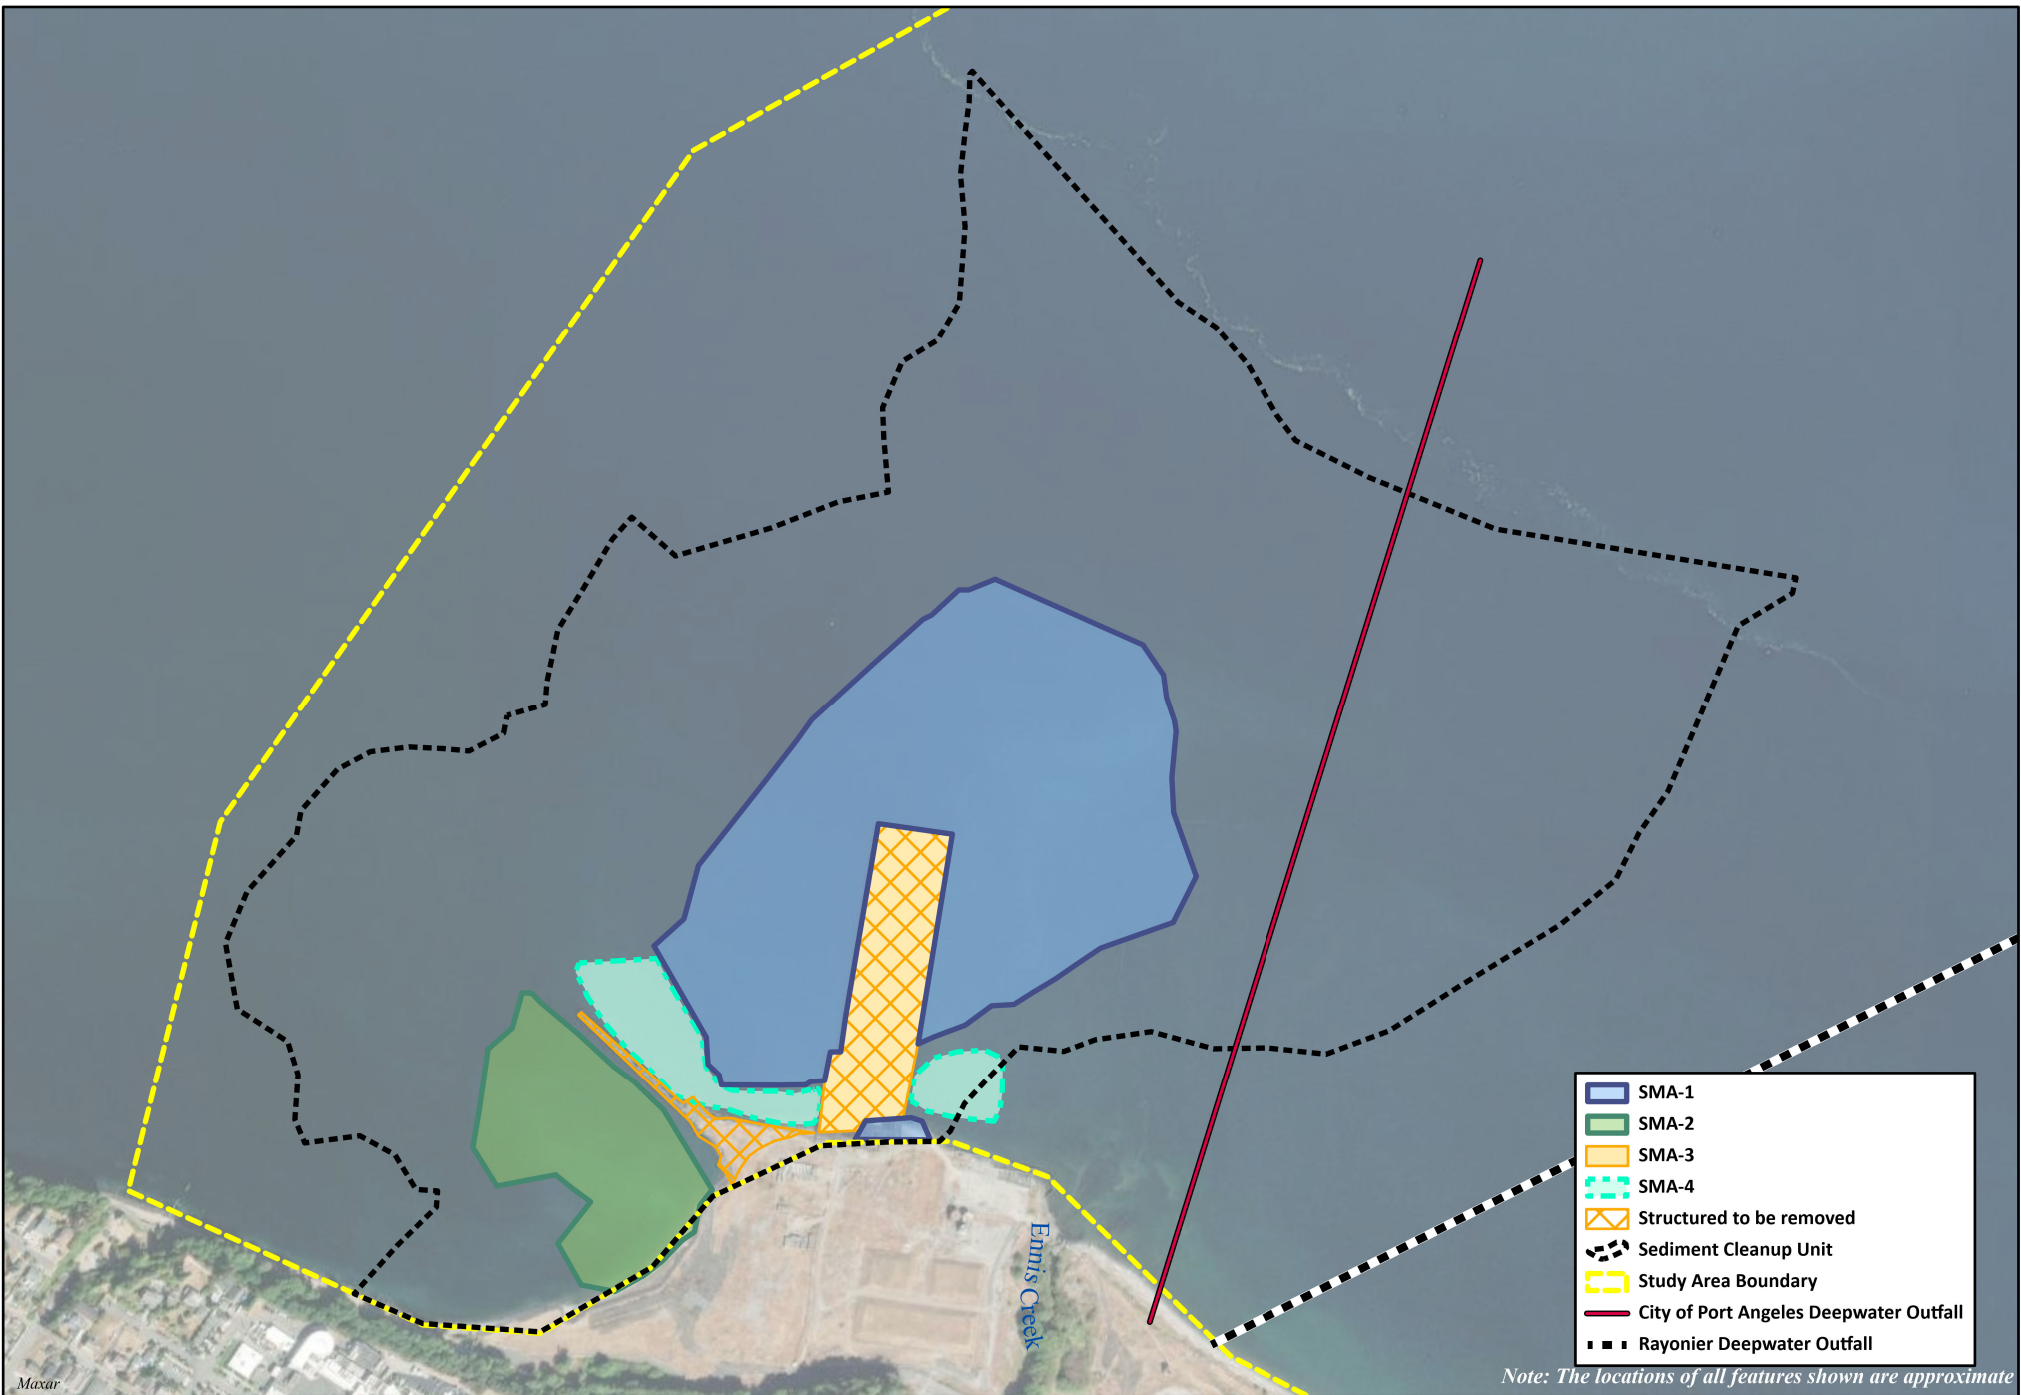 Ennis Creek
SMA-1
SMA-2
SMA-3
SMA-4
Structured to be removed
Sediment Cleanup Unit
Study Area Boundary
City of Port Angeles Deepwater Outfall
Rayonier Deepwater Outfall
Maxar
Note: The locations of all features shown are approximate